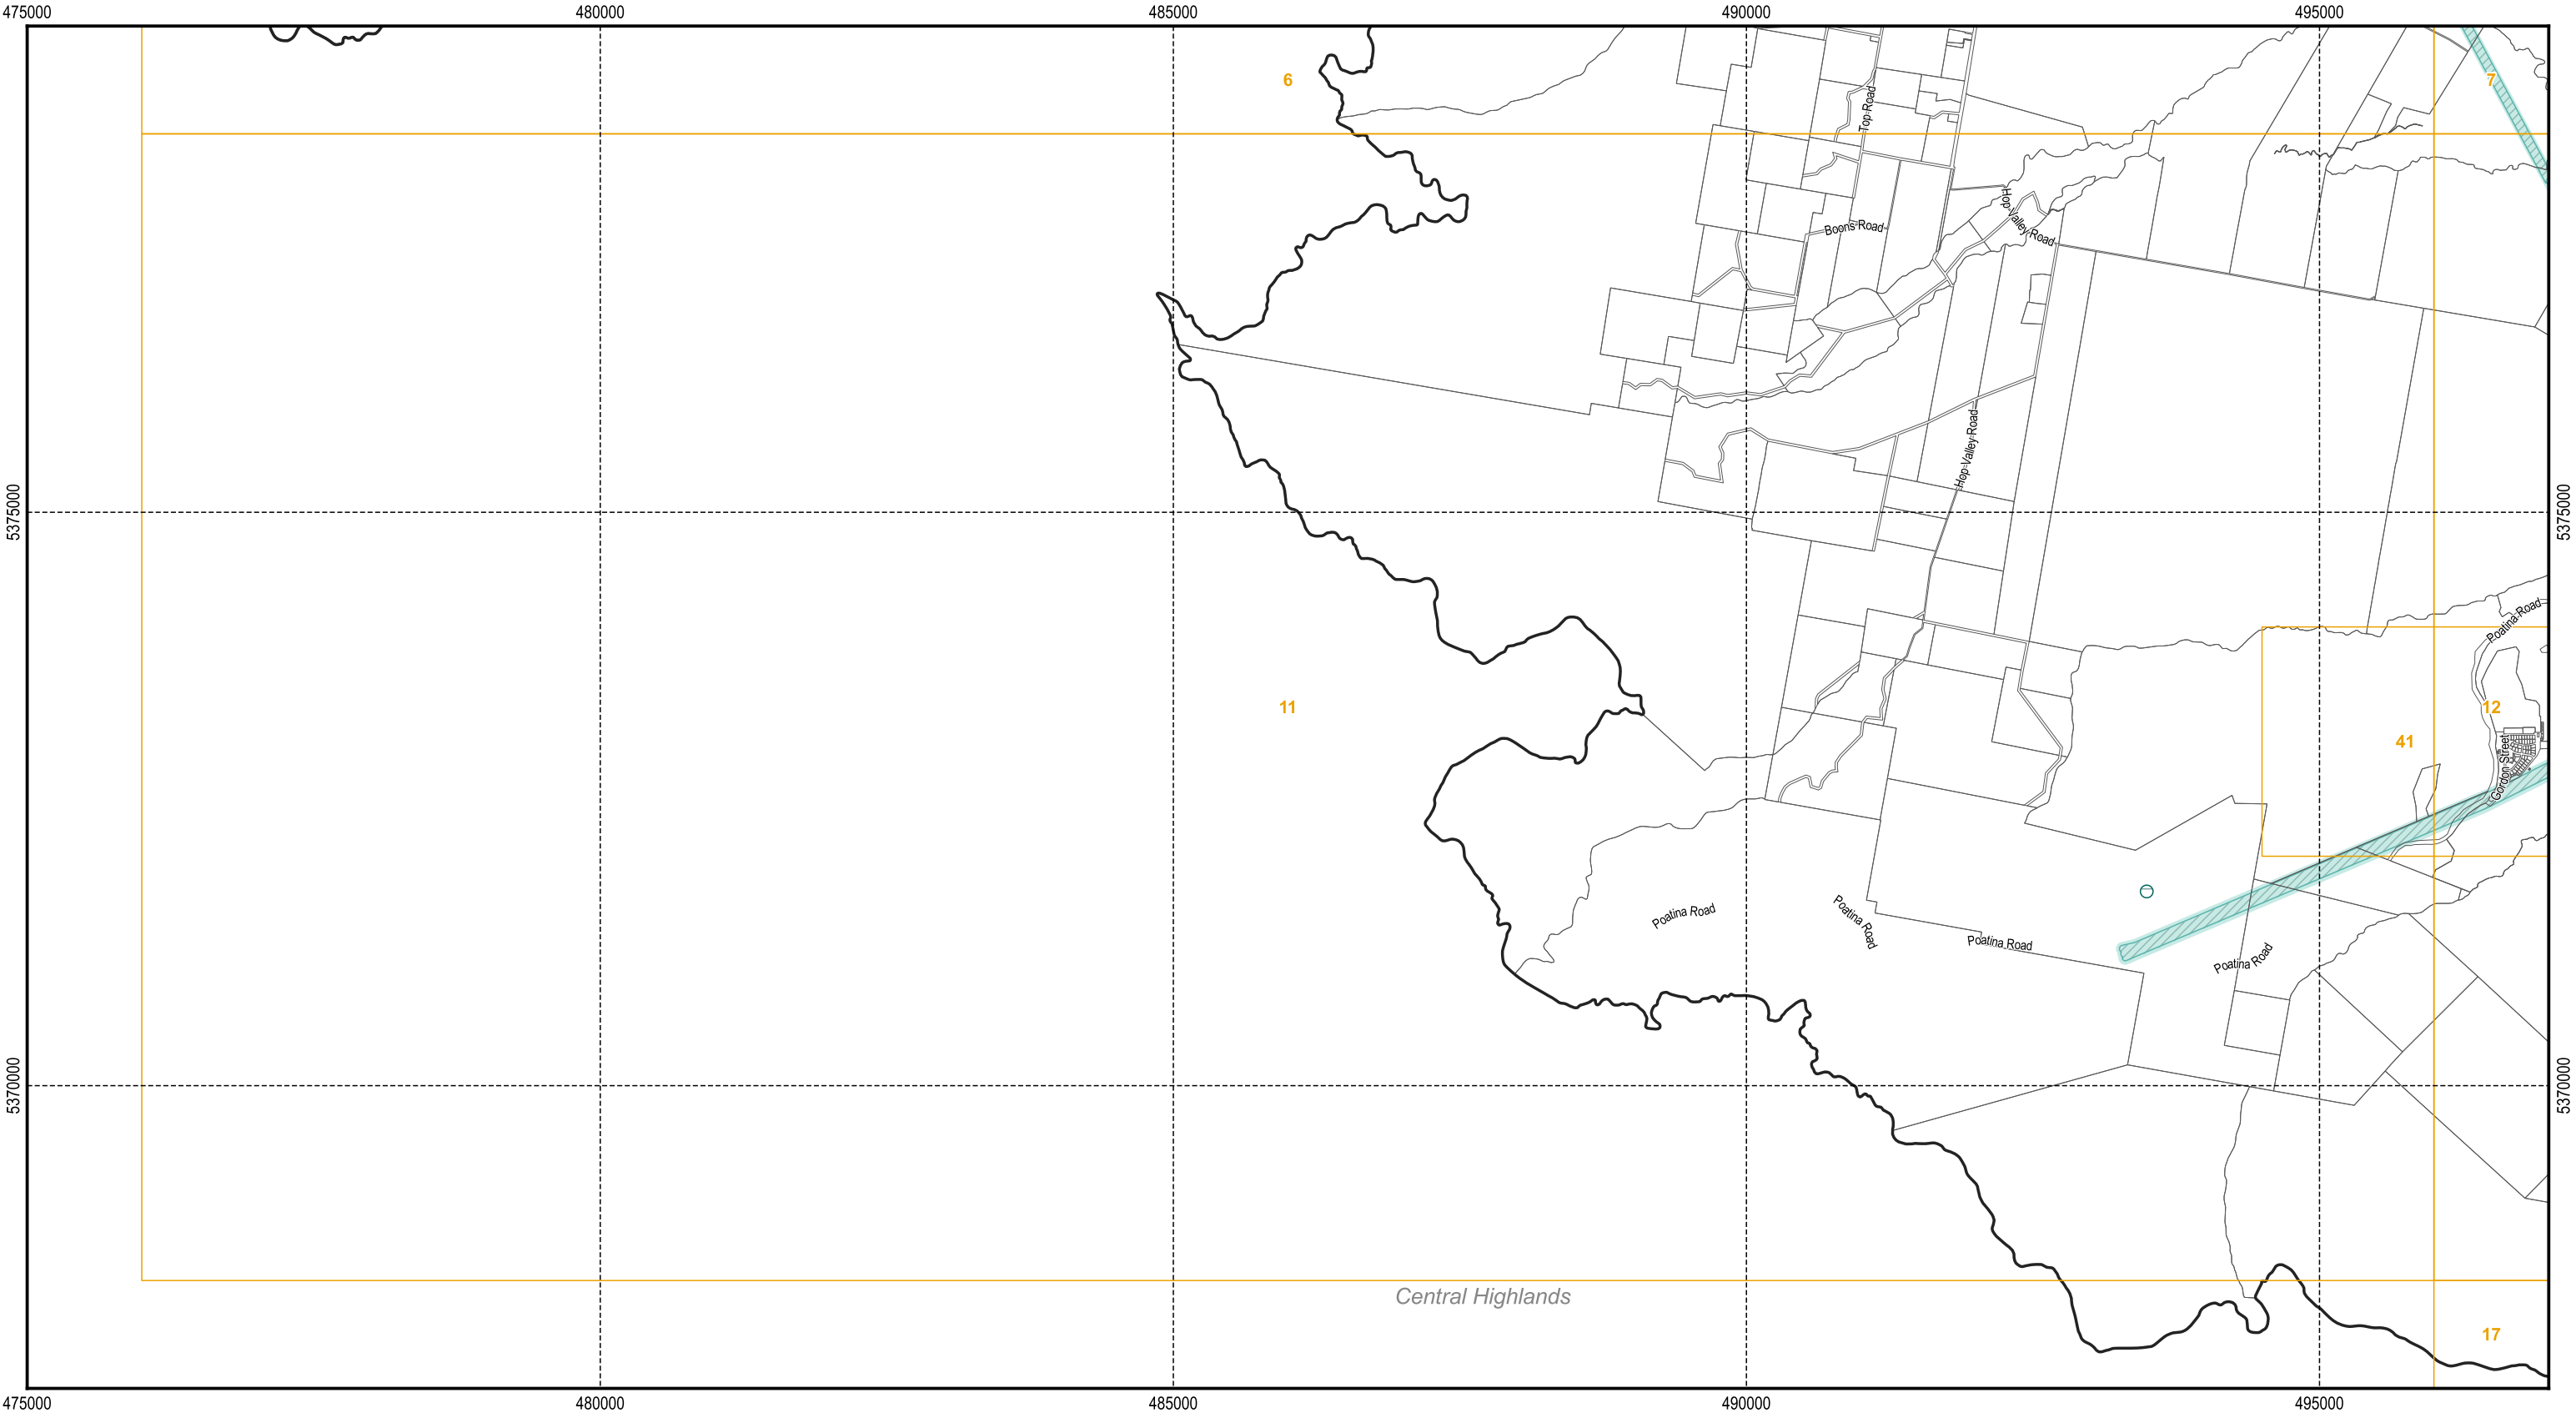 475000 480000 485000 490000 495000
6
7
Top Road
Hop Valley Road
Boons Road
Hop Valley Road
5375000
5375000
Poatina Road
11
12
41
Gordon Street
Poatina Road
Poatina Road
Poatina Road
Poatina Road
5370000
5370000
Central Highlands
17
475000 480000 485000 490000 495000